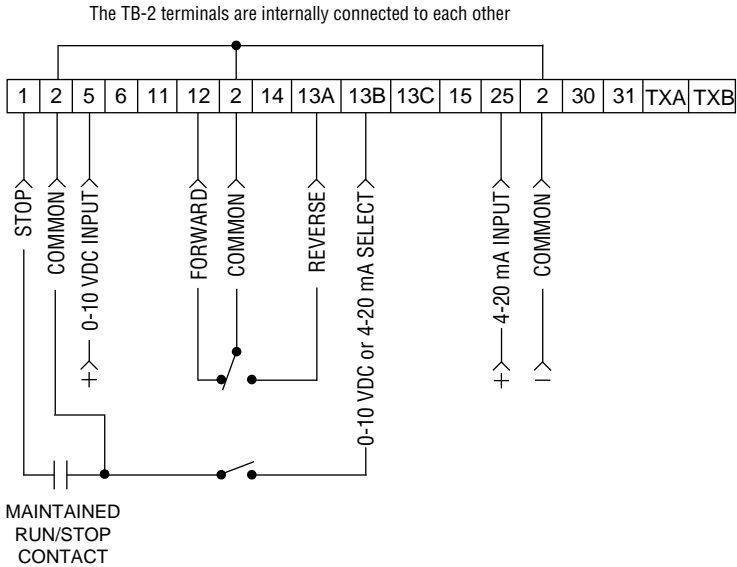 The TB-2 terminals are internally connected to each other
1 2 5 6 11 12 2 14 13A 13B 13C 15 25 2 30 31 TXA TXB
STOP
COMMON
0-10 VDC INPUT
+
FORWARD
COMMON
REVERSE
0-10 VDC or 4-20 mA SELECT
4-20 mA INPUT
+
COMMON
–
MAINTAINED
RUN/STOP
CONTACT